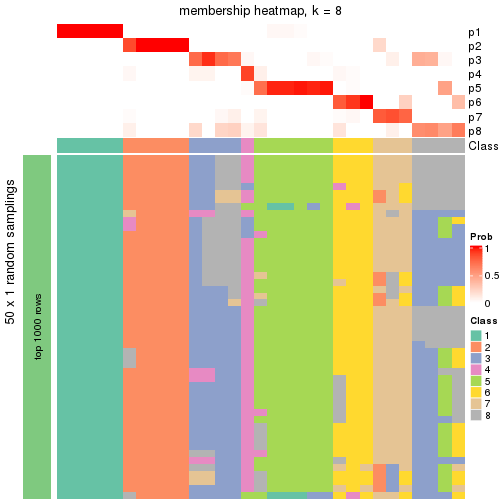 membership heatmap, k = 8
p1
p2
p3
p4
p5
p6
p7
p8
Class
50 x 1 random samplings
top 1000 rows
Prob
1
0.5
0
Class
1
2
3
4
5
6
7
8